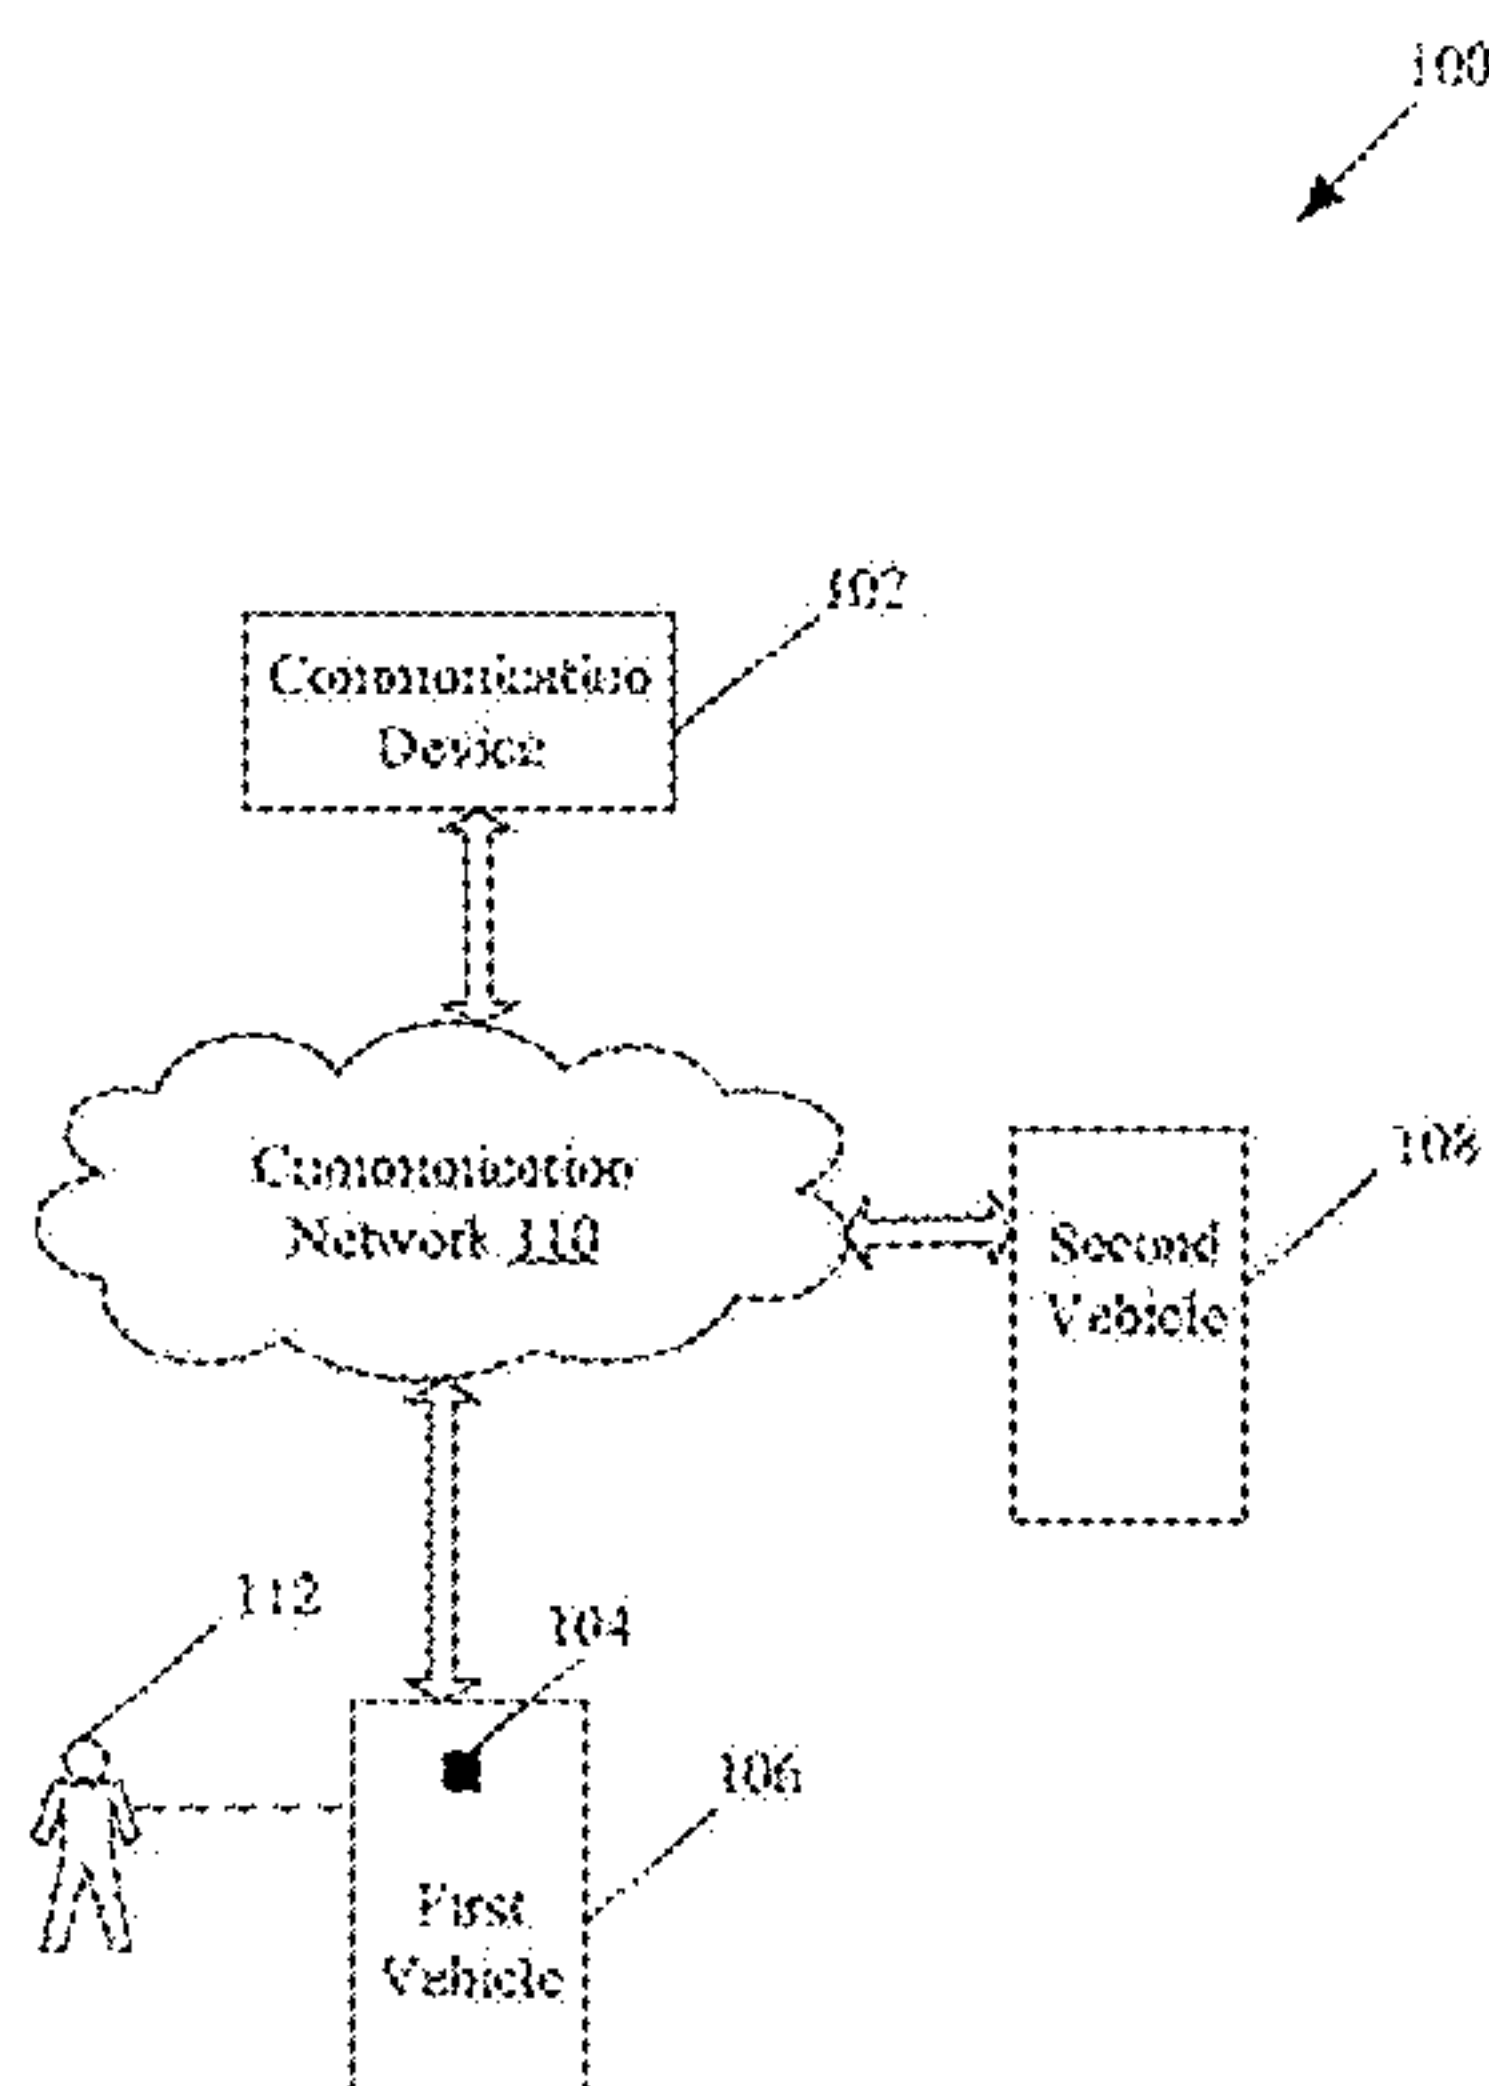 100
102
Communication
Device
Communication
Network 110
108
Second
Vehicle
112
104
106
First
Vehicle